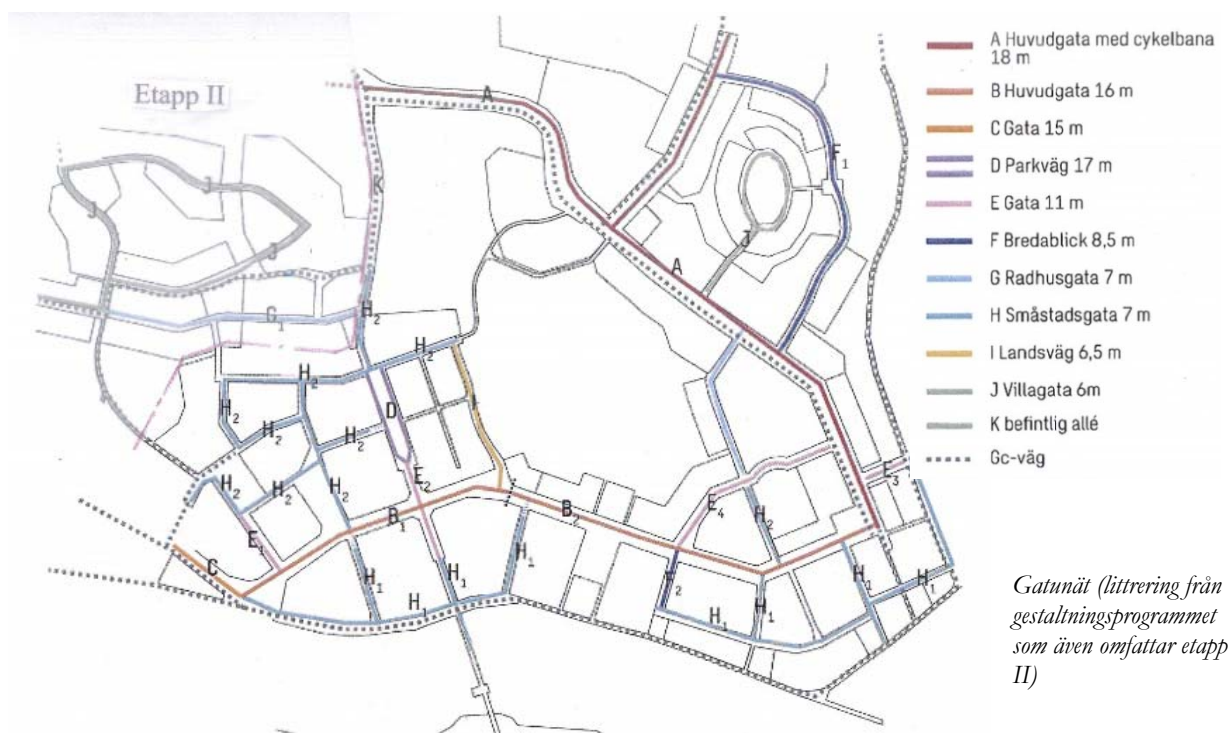 Etapp II
A Huvudgata med cykelbana
18 m
B Huvudgata 16 m
C Gata 15 m
D Parkväg 17 m
E Gata 11 m
F Bredablick 8,5 m
G Radhusgata 7 m
H Småstadsgata 7 m
I Landsväg 6,5 m
J Villagata 6m
K befintlig allé
Gc-väg
A
F1
J
K
J
J
J
A
G1
H2
H2
H2
H2
D
I
H2
H2
E2
H2
H2
H2
E3
B1
B2
E4
H2
E1
C
H1
H1
H1
H1
F2
H1
H1
H1
H1
Gatunät (littrering från
gestaltningsprogrammet
som även omfattar etapp
II)